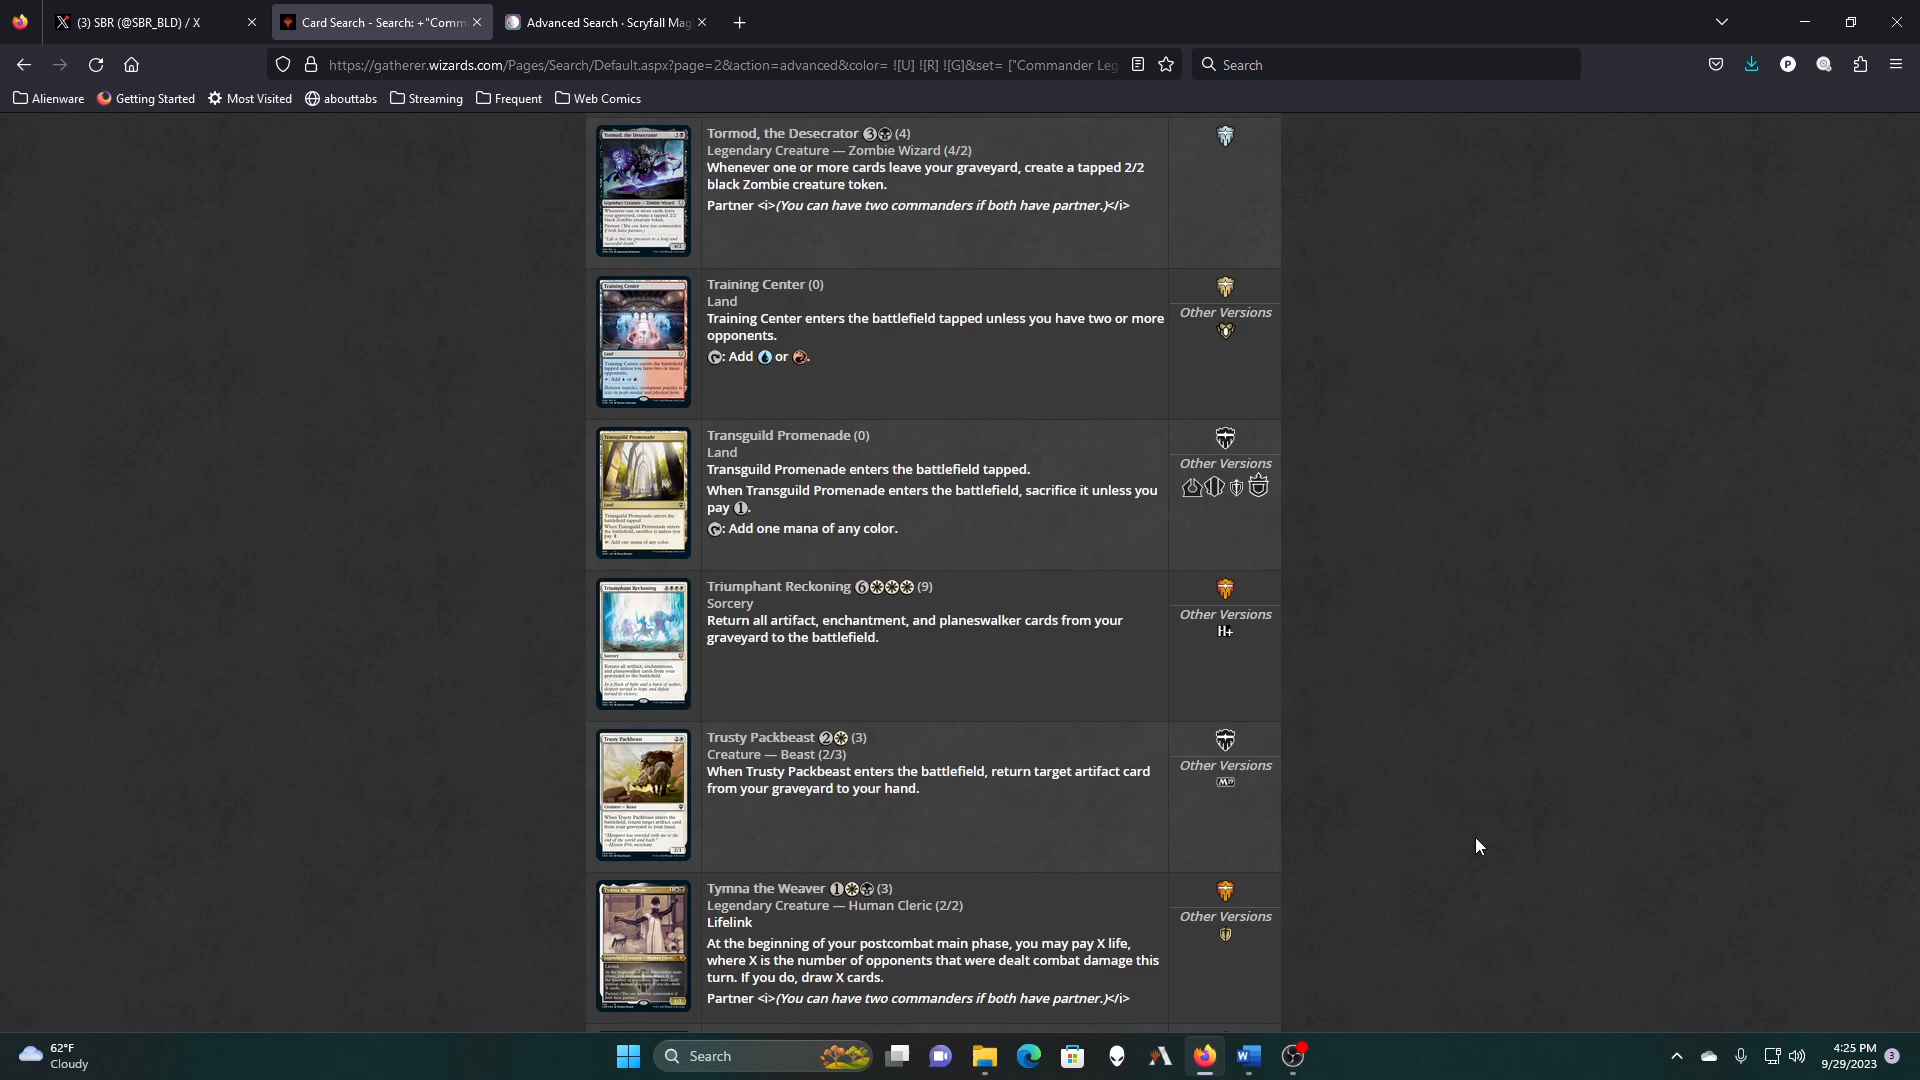 (3) SBR (@SBR_BLD) / X
Card Search - Search: +"Comm
Advanced Search · Scryfall Mag
https://gatherer.wizards.com/Pages/Search/Default.aspx?page=2&action=advanced&color= ![U] ![R] ![G]&set= ["Commander Leg
Search
Alienware
Getting Started
Most Visited
abouttabs
Streaming
Frequent
Web Comics
Tormod, the Desecrator 3 (4)
Legendary Creature — Zombie Wizard (4/2)
Whenever one or more cards leave your graveyard, create a tapped 2/2
black Zombie creature token.
Partner <i>(You can have two commanders if both have partner.)</i>
Training Center (0)
Land
Training Center enters the battlefield tapped unless you have two or more
opponents.
: Add or .
Other Versions
Transguild Promenade (0)
Land
Transguild Promenade enters the battlefield tapped.
When Transguild Promenade enters the battlefield, sacrifice it unless you
pay 1.
: Add one mana of any color.
Other Versions
Triumphant Reckoning 6 (9)
Sorcery
Return all artifact, enchantment, and planeswalker cards from your
graveyard to the battlefield.
Other Versions
H+
Trusty Packbeast 2 (3)
Creature — Beast (2/3)
When Trusty Packbeast enters the battlefield, return target artifact card
from your graveyard to your hand.
Other Versions
M19
Tymna the Weaver 1 (3)
Legendary Creature — Human Cleric (2/2)
Lifelink
At the beginning of your postcombat main phase, you may pay X life,
where X is the number of opponents that were dealt combat damage this
turn. If you do, draw X cards.
Partner <i>(You can have two commanders if both have partner.)</i>
Other Versions
62°F
Cloudy
Search
4:25 PM
9/29/2023
3